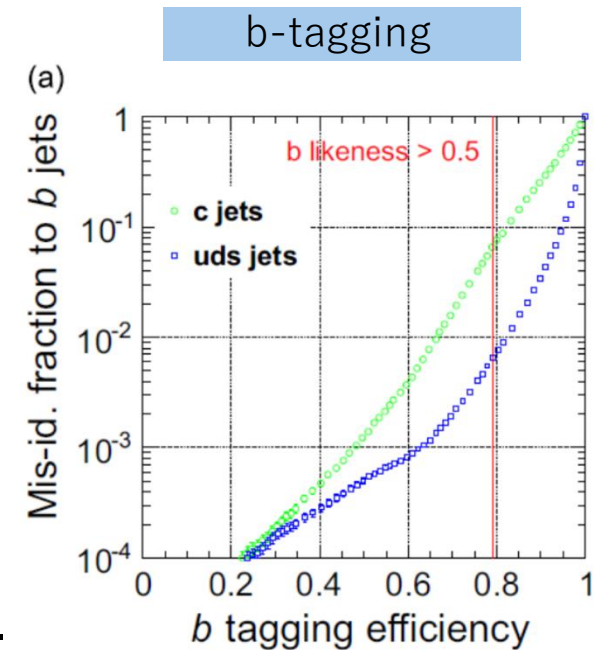 b-tagging
(a)
Mis-id. fraction to b jets
1
b likeness > 0.5
c jets
10⁻¹
uds jets
10⁻²
10⁻³
10⁻⁴
0 0.2 0.4 0.6 0.8 1
b tagging efficiency